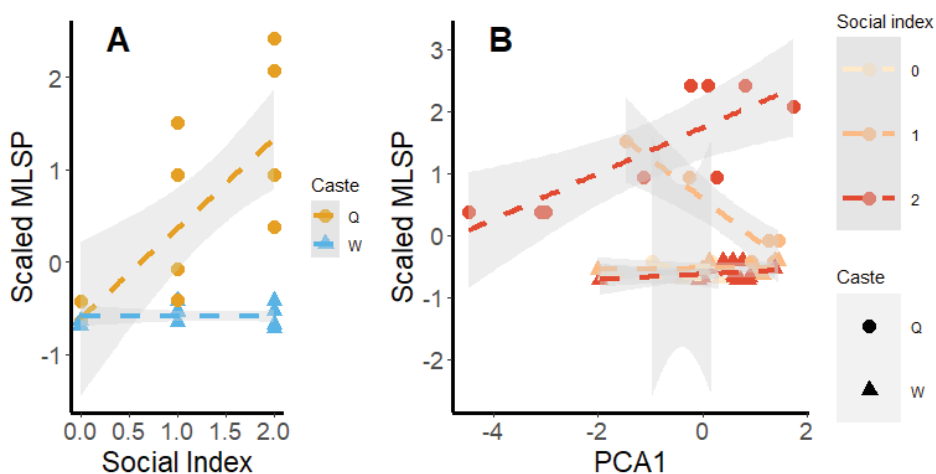 A
Scaled MLSP
2
1
0
-1
0.0 0.5 1.0 1.5 2.0
Social Index
Caste
Q
W
B
Scaled MLSP
3
2
1
0
-1
-2
-4 -2 0 2
PCA1
Social index
0
1
2
Caste
Q
W